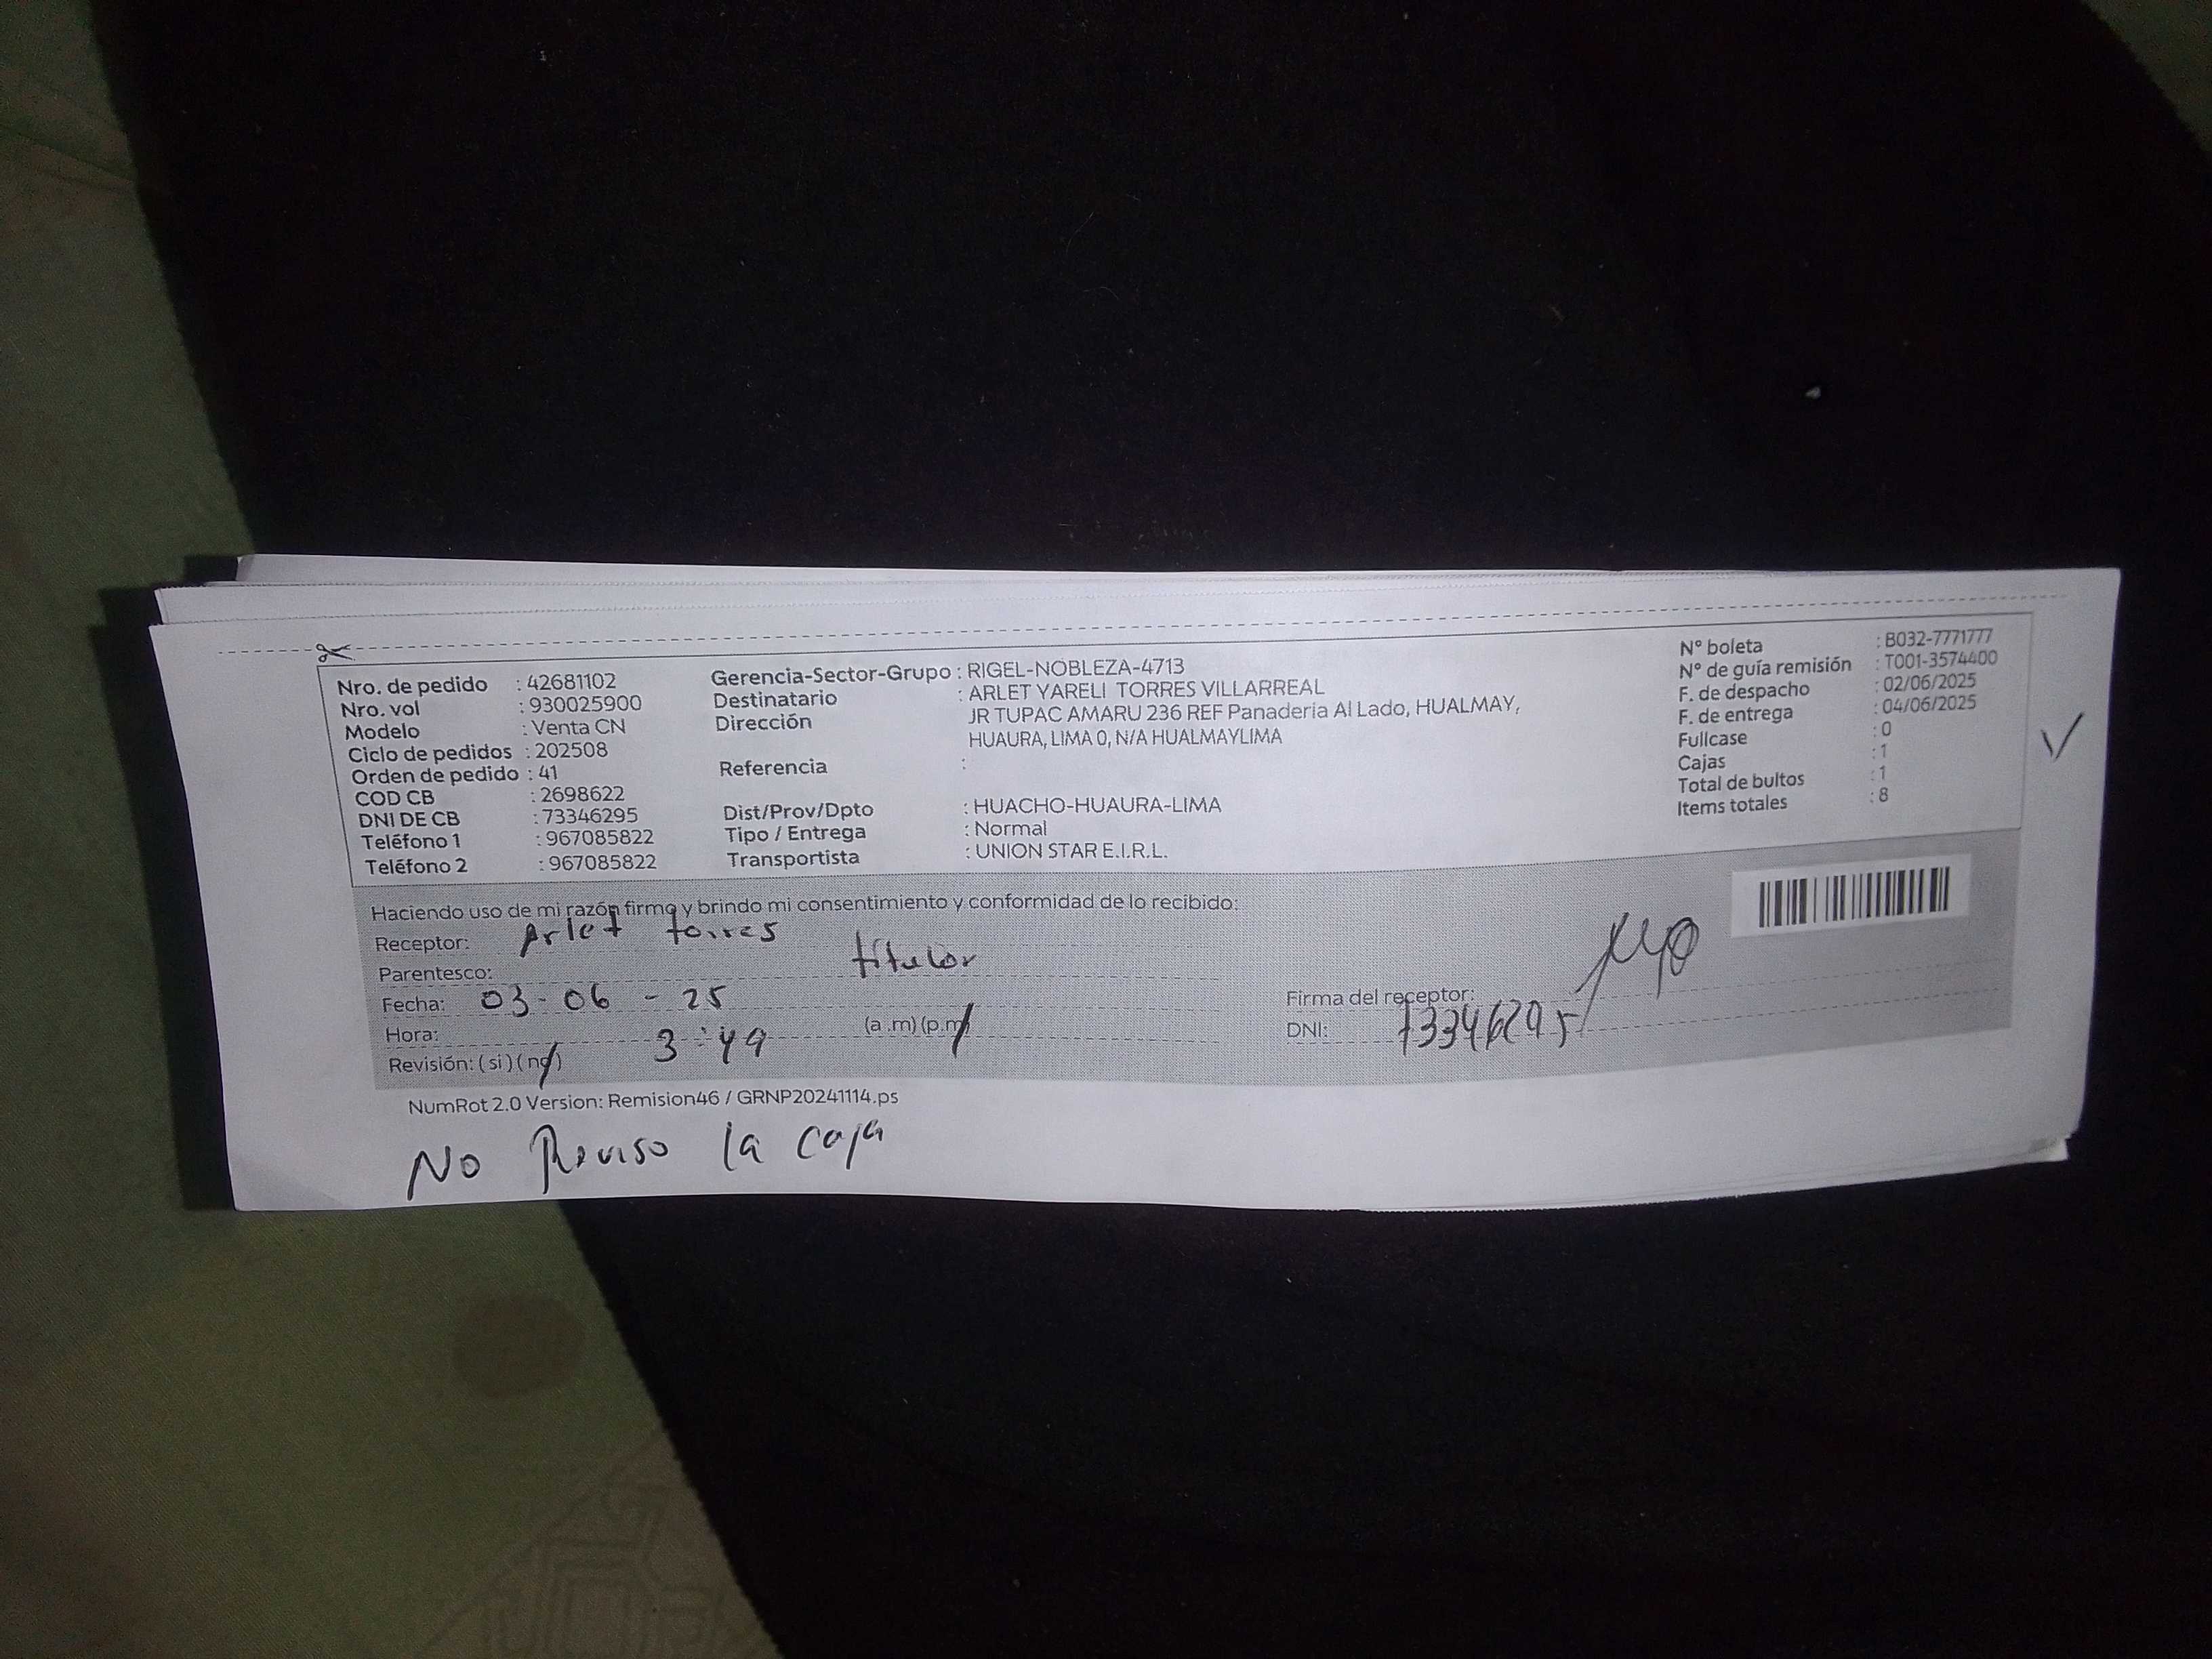 Nro. de pedido : 42681102
Nro. vol : 930025900
Modelo : Venta CN
Ciclo de pedidos : 202508
Orden de pedido : 41
COD CB : 2698622
DNI DE CB : 73346295
Teléfono 1 : 967085822
Teléfono 2 : 967085822
Gerencia-Sector-Grupo : RIGEL-NOBLEZA-4713
Destinatario : ARLET YARELI TORRES VILLARREAL
Dirección JR TUPAC AMARU 236 REF Panaderia Al Lado, HUALMAY,
HUAURA, LIMA 0, N/A HUALMAYLIMA
Referencia :
Dist/Prov/Dpto : HUACHO-HUAURA-LIMA
Tipo / Entrega : Normal
Transportista : UNION STAR E.I.R.L.
N° boleta : B032-7771777
N° de guía remisión : T001-3574400
F. de despacho : 02/06/2025
F. de entrega : 04/06/2025
Fullcase : 0
Cajas : 1
Total de bultos : 1
Items totales : 8
Haciendo uso de mi razón firmo y brindo mi consentimiento y conformidad de lo recibido:
Receptor: Arlet torres
Parentesco: titular
Fecha: 03-06-25
Hora: 3:49 (a.m) (p.m)
Revisión: ( si ) ( no )
Firma del receptor:
DNI: 73346295
NumRot 2.0 Version: Remision46 / GRNP20241114.ps
No Reviso la caja